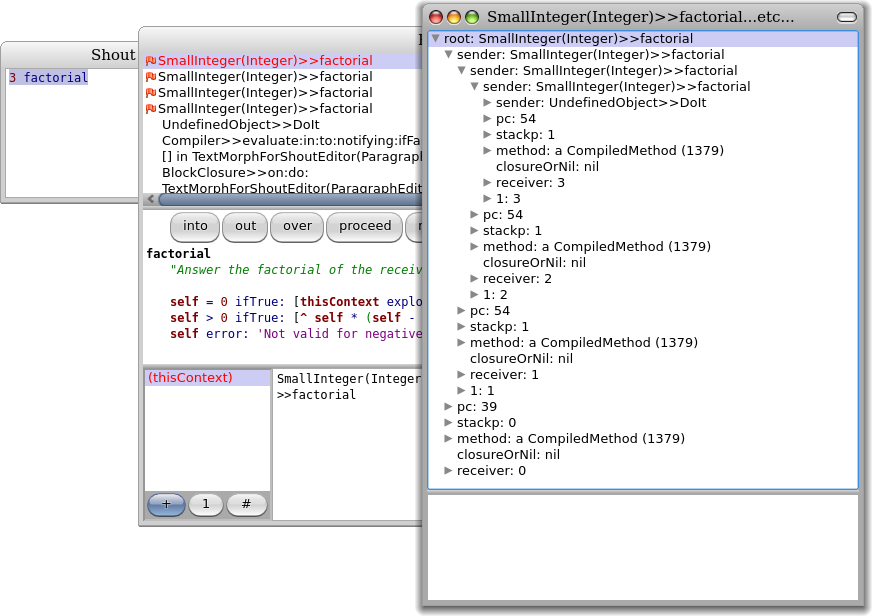 Shout
3 factorial
SmallInteger(Integer)>>factorial
SmallInteger(Integer)>>factorial
SmallInteger(Integer)>>factorial
SmallInteger(Integer)>>factorial
UndefinedObject>>DoIt
Compiler>>evaluate:in:to:notifying:ifFa
[] in TextMorphForShoutEditor(Paragrap
BlockClosure>>on:do:
TextMorphForShoutEditor(ParagraphEdit
into out over proceed
factorial
"Answer the factorial of the receiv
self = 0 ifTrue: [thisContext explo
self > 0 ifTrue: [^ self * (self -
self error: 'Not valid for negative
(thisContext)
+ 1 #
SmallInteger(Integer
>>factorial
SmallInteger(Integer)>>factorial...etc...
root: SmallInteger(Integer)>>factorial
sender: SmallInteger(Integer)>>factorial
sender: SmallInteger(Integer)>>factorial
sender: SmallInteger(Integer)>>factorial
sender: UndefinedObject>>DoIt
pc: 54
stackp: 1
method: a CompiledMethod (1379)
closureOrNil: nil
receiver: 3
1: 3
pc: 54
stackp: 1
method: a CompiledMethod (1379)
closureOrNil: nil
receiver: 2
1: 2
pc: 54
stackp: 1
method: a CompiledMethod (1379)
closureOrNil: nil
receiver: 1
1: 1
pc: 39
stackp: 0
method: a CompiledMethod (1379)
closureOrNil: nil
receiver: 0